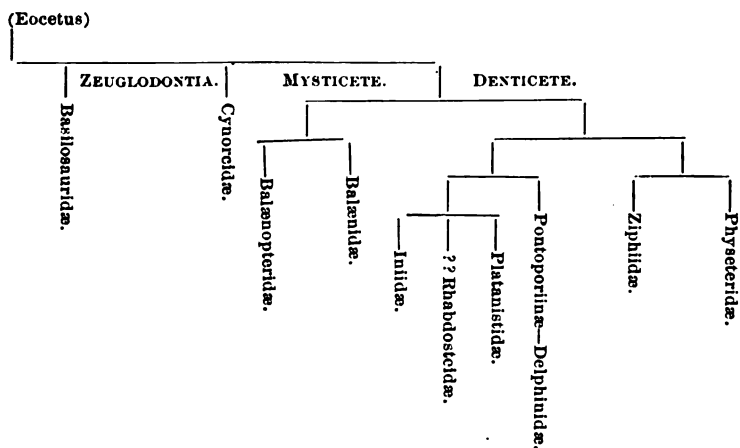 (Eocetus)
ZEUGLODONTIA.
MYSTICETE.
DENTICETE.
Basilosauridæ.
Cynorcidæ.
Balænopteridæ.
Balænidæ.
Iniidæ.
??Rhabdosteidæ.
Platanistidæ.
Pontoporiinæ—Delphinidæ.
Ziphiidæ.
Physeteridæ.